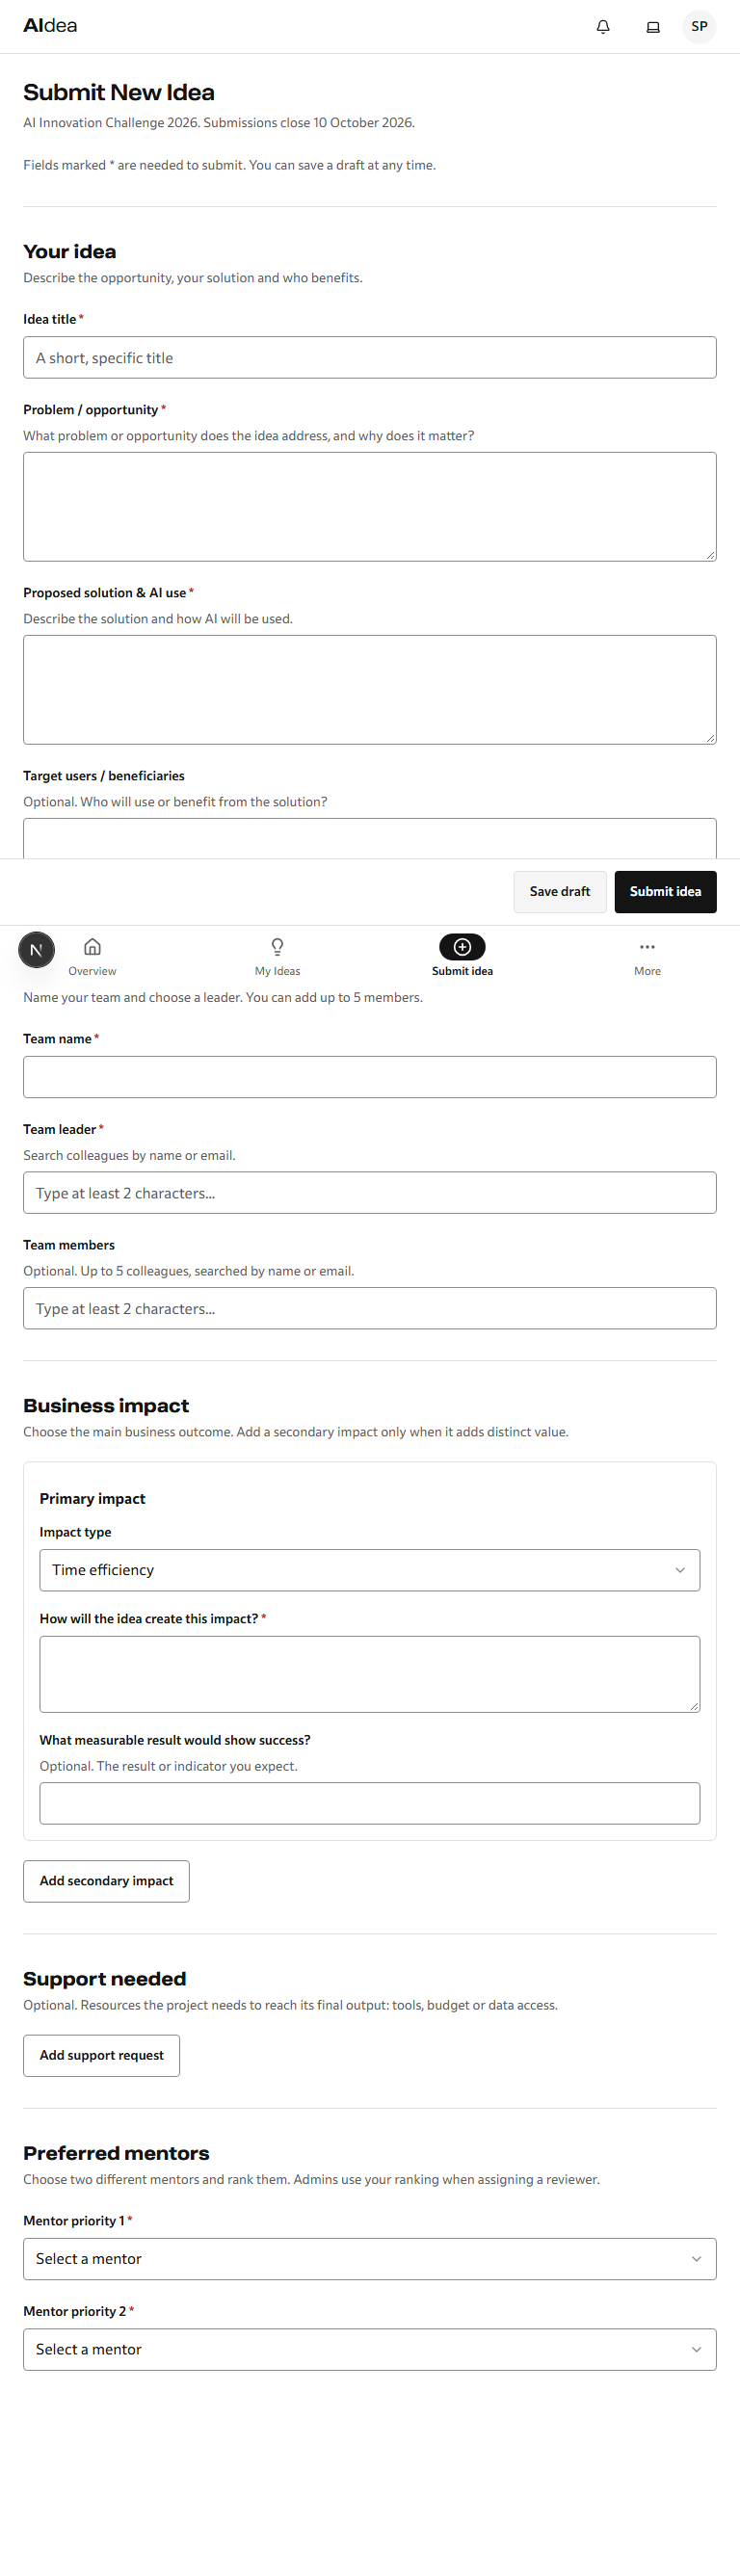 AIdea
SP
Submit New Idea
AI Innovation Challenge 2026. Submissions close 10 October 2026.
Fields marked * are needed to submit. You can save a draft at any time.
Your idea
Describe the opportunity, your solution and who benefits.
Idea title *
A short, specific title
Problem / opportunity *
What problem or opportunity does the idea address, and why does it matter?
Proposed solution & AI use *
Describe the solution and how AI will be used.
Target users / beneficiaries
Optional. Who will use or benefit from the solution?
Save draft
Submit idea
N
Overview
My Ideas
Submit idea
More
Name your team and choose a leader. You can add up to 5 members.
Team name *
Team leader *
Search colleagues by name or email.
Type at least 2 characters...
Team members
Optional. Up to 5 colleagues, searched by name or email.
Type at least 2 characters...
Business impact
Choose the main business outcome. Add a secondary impact only when it adds distinct value.
Primary impact
Impact type
Time efficiency
How will the idea create this impact? *
What measurable result would show success?
Optional. The result or indicator you expect.
Add secondary impact
Support needed
Optional. Resources the project needs to reach its final output: tools, budget or data access.
Add support request
Preferred mentors
Choose two different mentors and rank them. Admins use your ranking when assigning a reviewer.
Mentor priority 1 *
Select a mentor
Mentor priority 2 *
Select a mentor